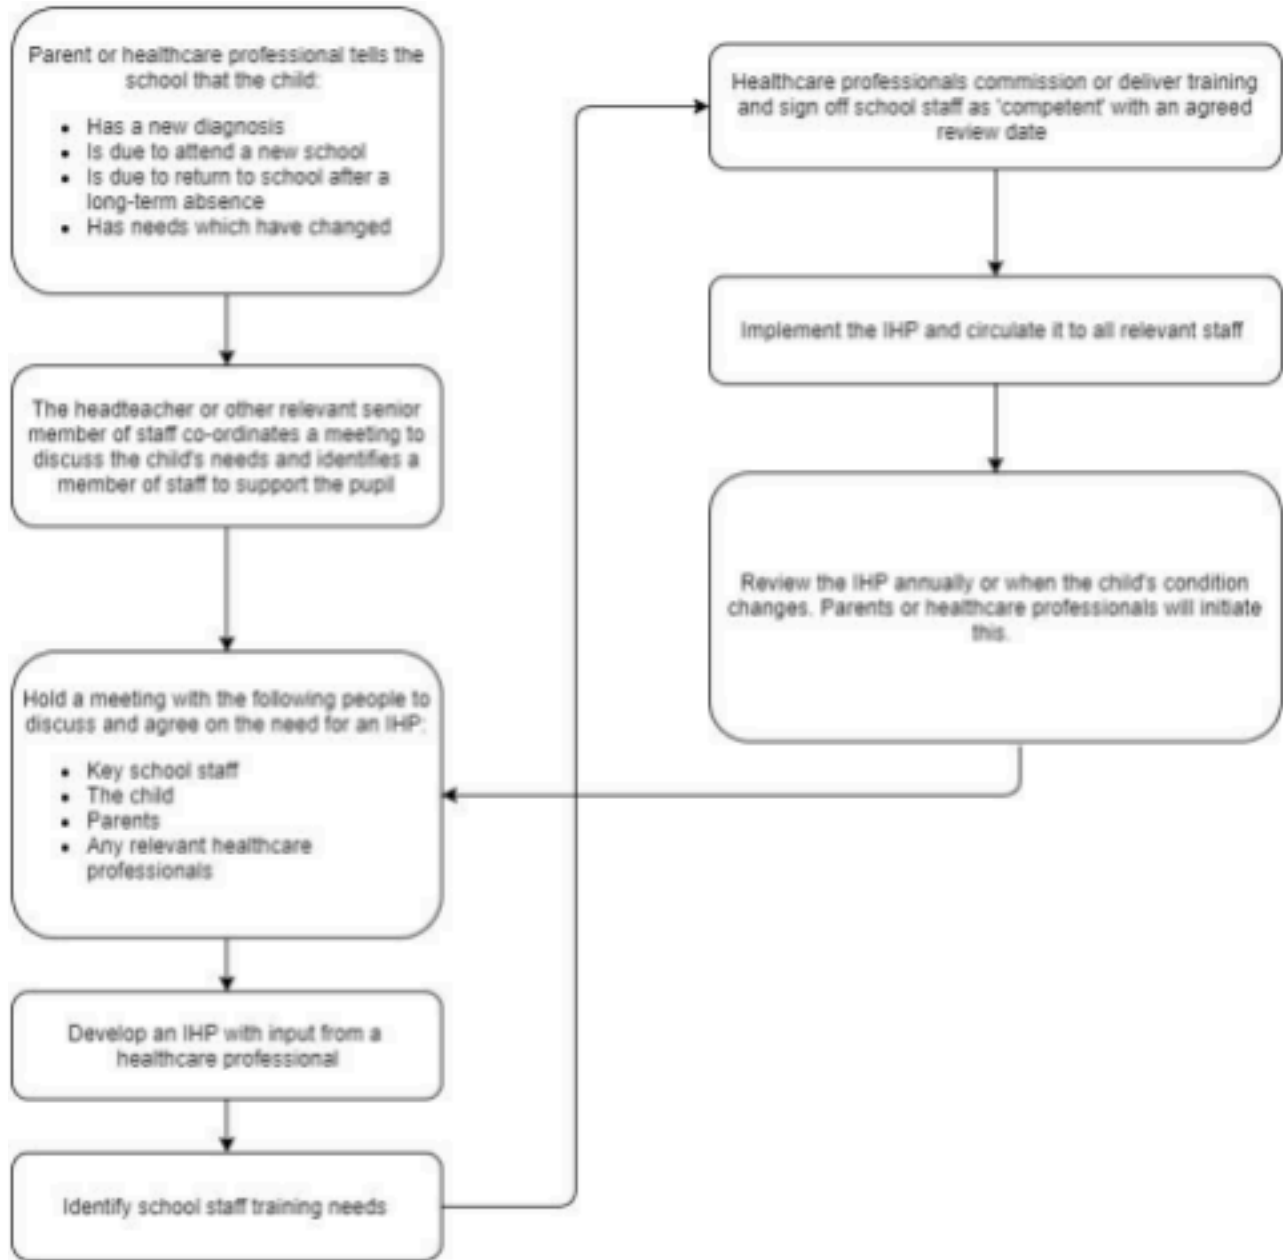 Parent or healthcare professional tells the
school that the child:
• Has a new diagnosis
• Is due to attend a new school
• Is due to return to school after a
long-term absence
• Has needs which have changed
The headteacher or other relevant senior
member of staff co-ordinates a meeting to
discuss the child's needs and identifies a
member of staff to support the pupil
Hold a meeting with the following people to
discuss and agree on the need for an IHP:
• Key school staff
• The child
• Parents
• Any relevant healthcare
professionals
Develop an IHP with input from a
healthcare professional
Identify school staff training needs
Healthcare professionals commission or deliver training
and sign off school staff as 'competent' with an agreed
review date
Implement the IHP and circulate it to all relevant staff
Review the IHP annually or when the child's condition
changes. Parents or healthcare professionals will initiate
this.